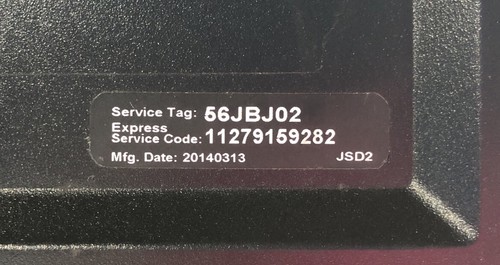 Service Tag: 56JBJ02
Express
Service Code: 11279159282
Mfg. Date: 20140313 JSD2